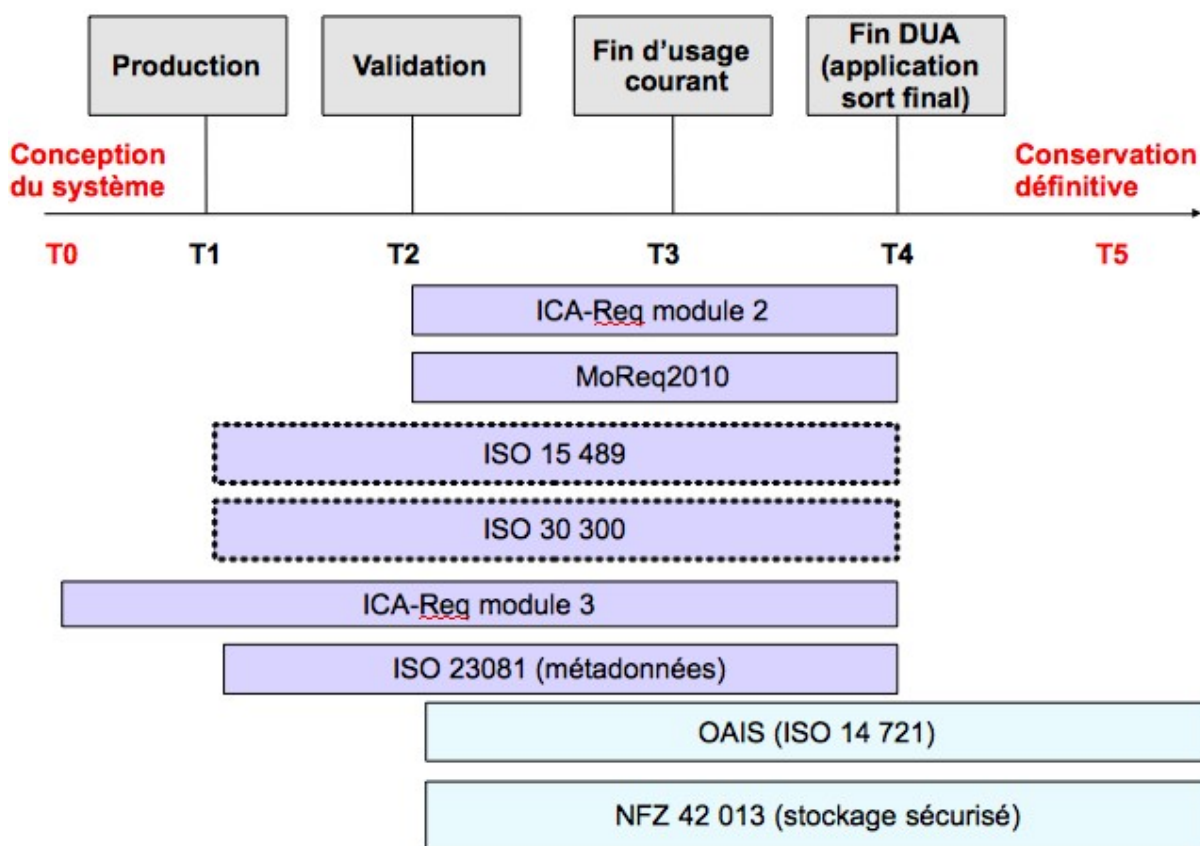 Production
Validation
Fin d'usage
courant
Fin DUA
(application
sort final)
Conception
du système
Conservation
définitive
T0
T1
T2
T3
T4
T5
ICA-Req module 2
MoReq2010
ISO 15 489
ISO 30 300
ICA-Req module 3
ISO 23081 (métadonnées)
OAIS (ISO 14 721)
NFZ 42 013 (stockage sécurisé)